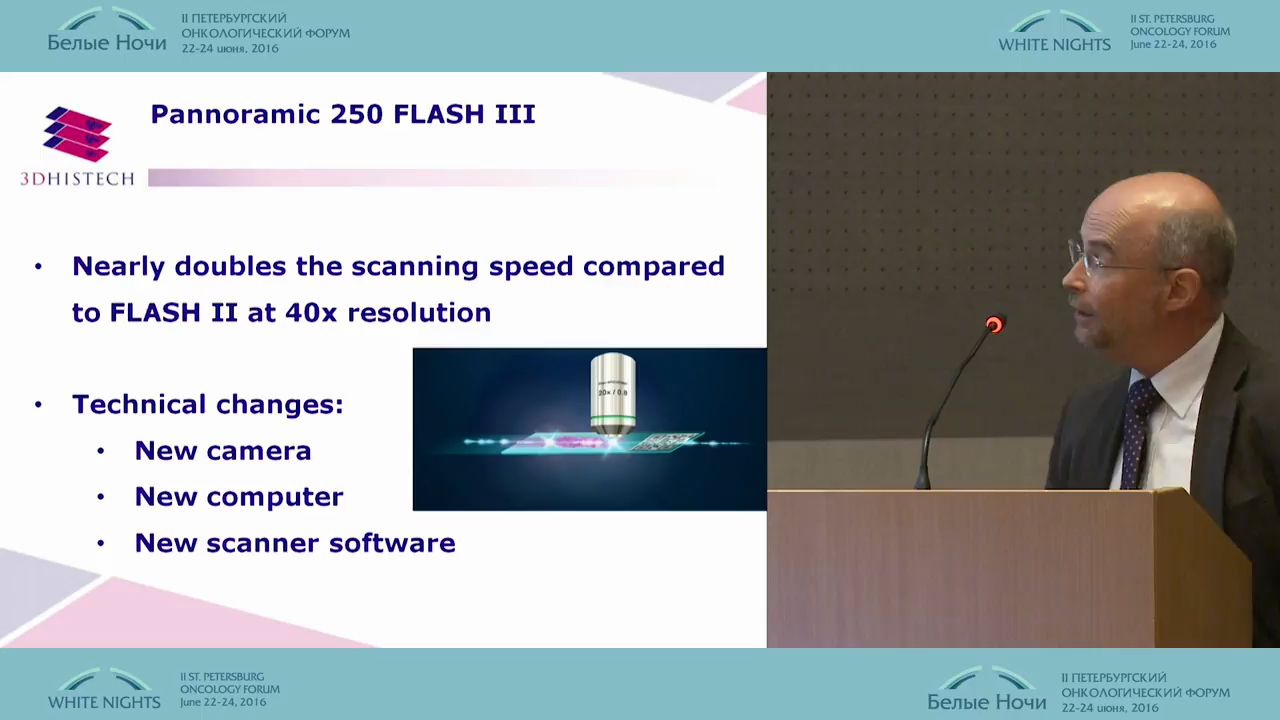 Белые Ночи
II ПЕТЕРБУРГСКИЙ
ОНКОЛОГИЧЕСКИЙ ФОРУМ
22-24 июня, 2016
WHITE NIGHTS
II ST. PETERSBURG
ONCOLOGY FORUM
June 22-24, 2016
3DHISTECH
Pannoramic 250 FLASH III
• Nearly doubles the scanning speed compared
to FLASH II at 40x resolution
• Technical changes:
• New camera
• New computer
• New scanner software
20x / 0.8
WHITE NIGHTS
II ST. PETERSBURG
ONCOLOGY FORUM
June 22-24, 2016
Белые Ночи
II ПЕТЕРБУРГСКИЙ
ОНКОЛОГИЧЕСКИЙ ФОРУМ
22-24 июня, 2016